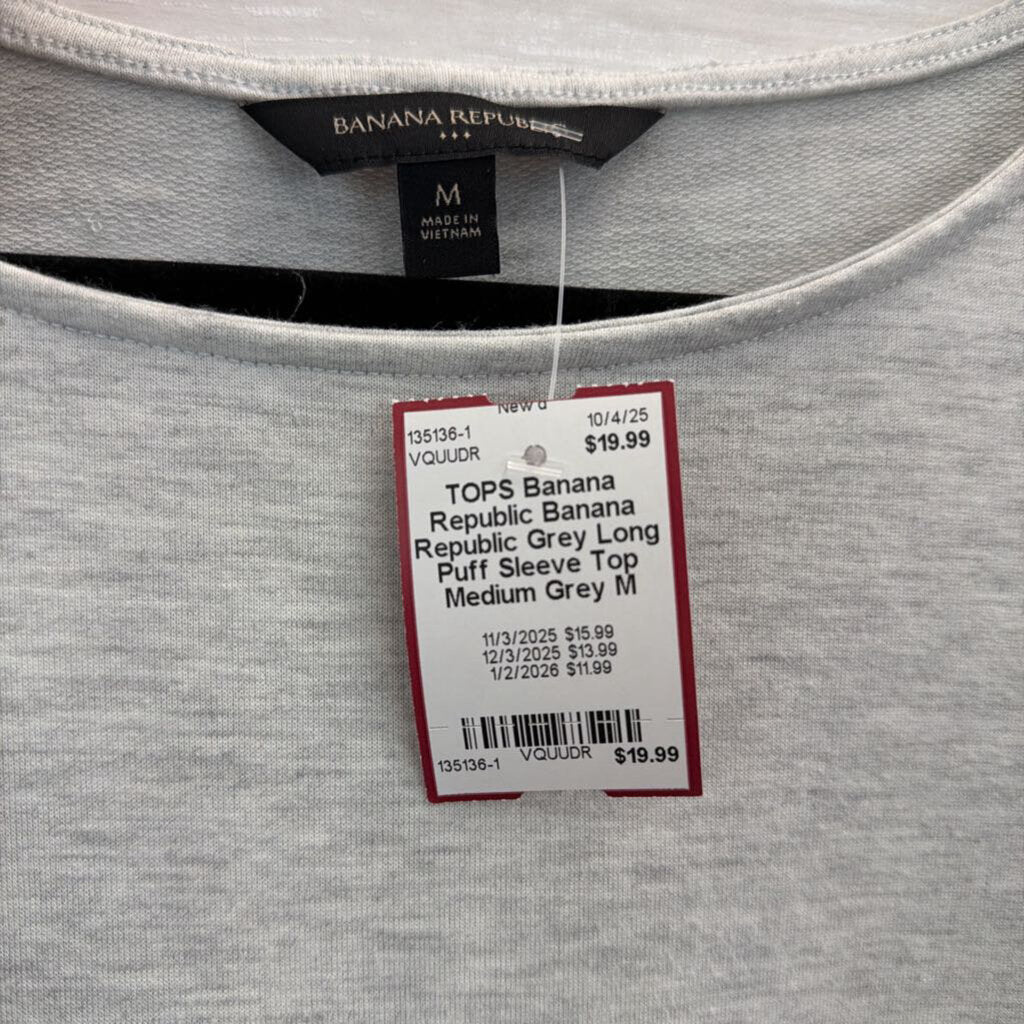 BANANA REPUBLIC
M
MADE IN
VIETNAM
New
135136-1 10/4/25
VQUUDR $19.99
TOPS Banana
Republic Banana
Republic Grey Long
Puff Sleeve Top
Medium Grey M
11/3/2025 $15.99
12/3/2025 $13.99
1/2/2026 $11.99
135136-1 VQUUDR $19.99